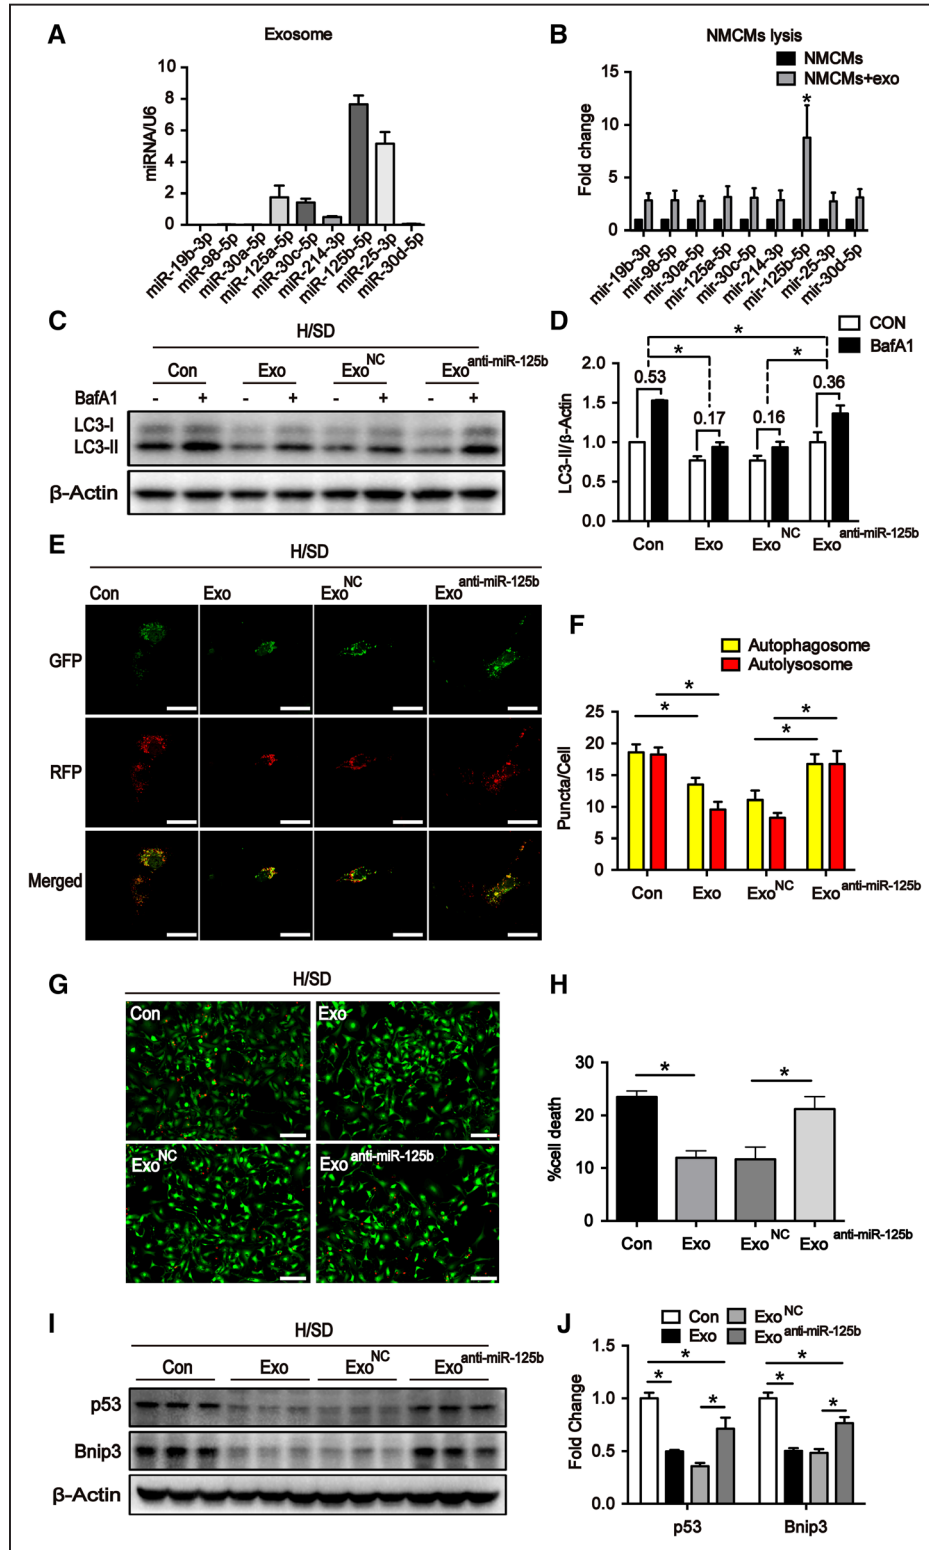 A
Exosome
miRNA/U6
10
8
6
4
2
0
miR-19b-3p
miR-98-5p
miR-30a-5p
miR-125a-5p
miR-30c-5p
miR-214-3p
miR-125b-5p
miR-25-3p
miR-30d-5p
B
NMCMs lysis
NMCMs
NMCMs+exo
Fold change
15
10
5
0
*
mir-19b-3p
mir-98-5p
mir-30a-5p
mir-125a-5p
mir-30c-5p
mir-214-3p
mir-125b-5p
mir-25-3p
mir-30d-5p
C
H/SD
Con Exo Exo NC Exo anti-miR-125b
BafA1 - + - + - + - +
LC3-I
LC3-II
β-Actin
D
CON
BafA1
LC3-II/β-Actin
2.0
1.5
1.0
0.5
0.0
*
* *
0.53 0.17 0.16 0.36
Con Exo Exo NC Exo anti-miR-125b
E
H/SD
Con Exo Exo NC Exo anti-miR-125b
GFP
RFP
Merged
F
Autophagosome
Autolysosome
Puncta/Cell
25
20
15
10
5
0
* *
* *
Con Exo Exo NC Exo anti-miR-125b
G
H/SD
Con Exo
Exo NC Exo anti-miR-125b
H
%cell death
30
20
10
0
* *
Con Exo Exo NC Exo anti-miR-125b
I
H/SD
Con Exo Exo NC Exo anti-miR-125b
p53
Bnip3
β-Actin
J
Con Exo NC
Exo Exo anti-miR-125b
Fold Change
1.5
1.0
0.5
0.0
* *
* *
* *
p53 Bnip3